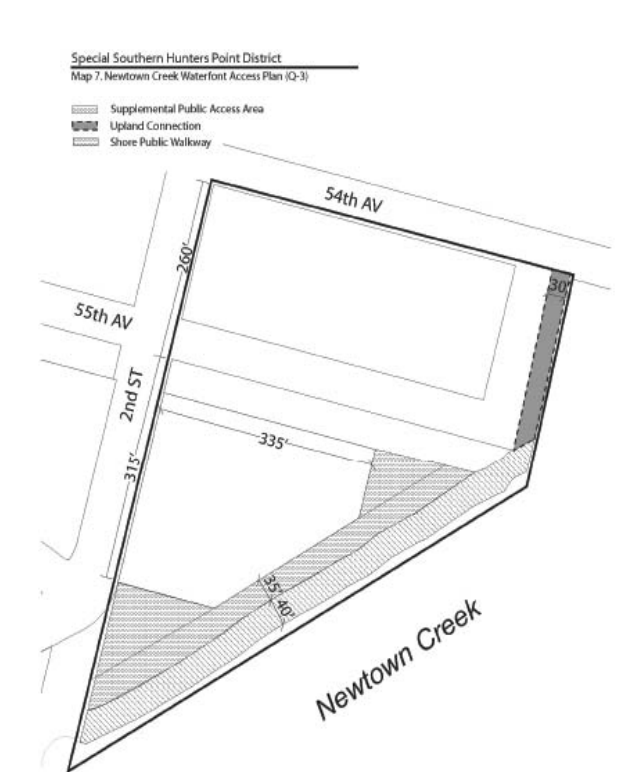 Special Southern Hunters Point District
Map 7. Newtown Creek Waterfont Access Plan (Q-3)
Supplemental Public Access Area
Upland Connection
Shore Public Walkway
54th AV
260'
30'
55th AV
2nd ST
335'
315'
35'
40'
Newtown Creek